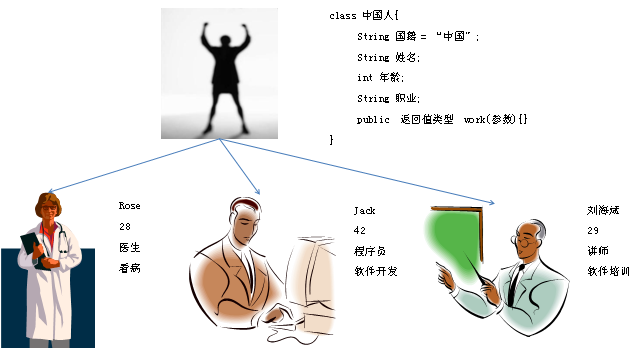 class 中国人{
String 国籍 = “中国”;
String 姓名;
int 年龄;
String 职业;
public 返回值类型 work(参数){}
}
Rose
28
医生
看病
Jack
42
程序员
软件开发
刘海斌
29
讲师
软件培训